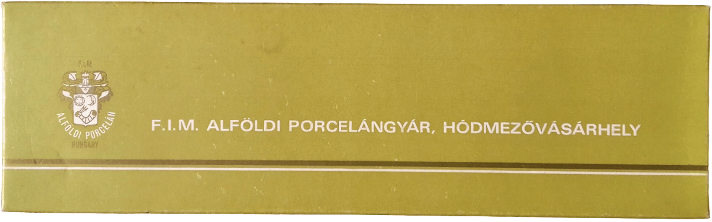 F.I.M.
ALFÖLDI PORCELÁN
HUNGARY
F.I.M. ALFÖLDI PORCELÁNGYÁR, HÓDMEZŐVÁSÁRHELY